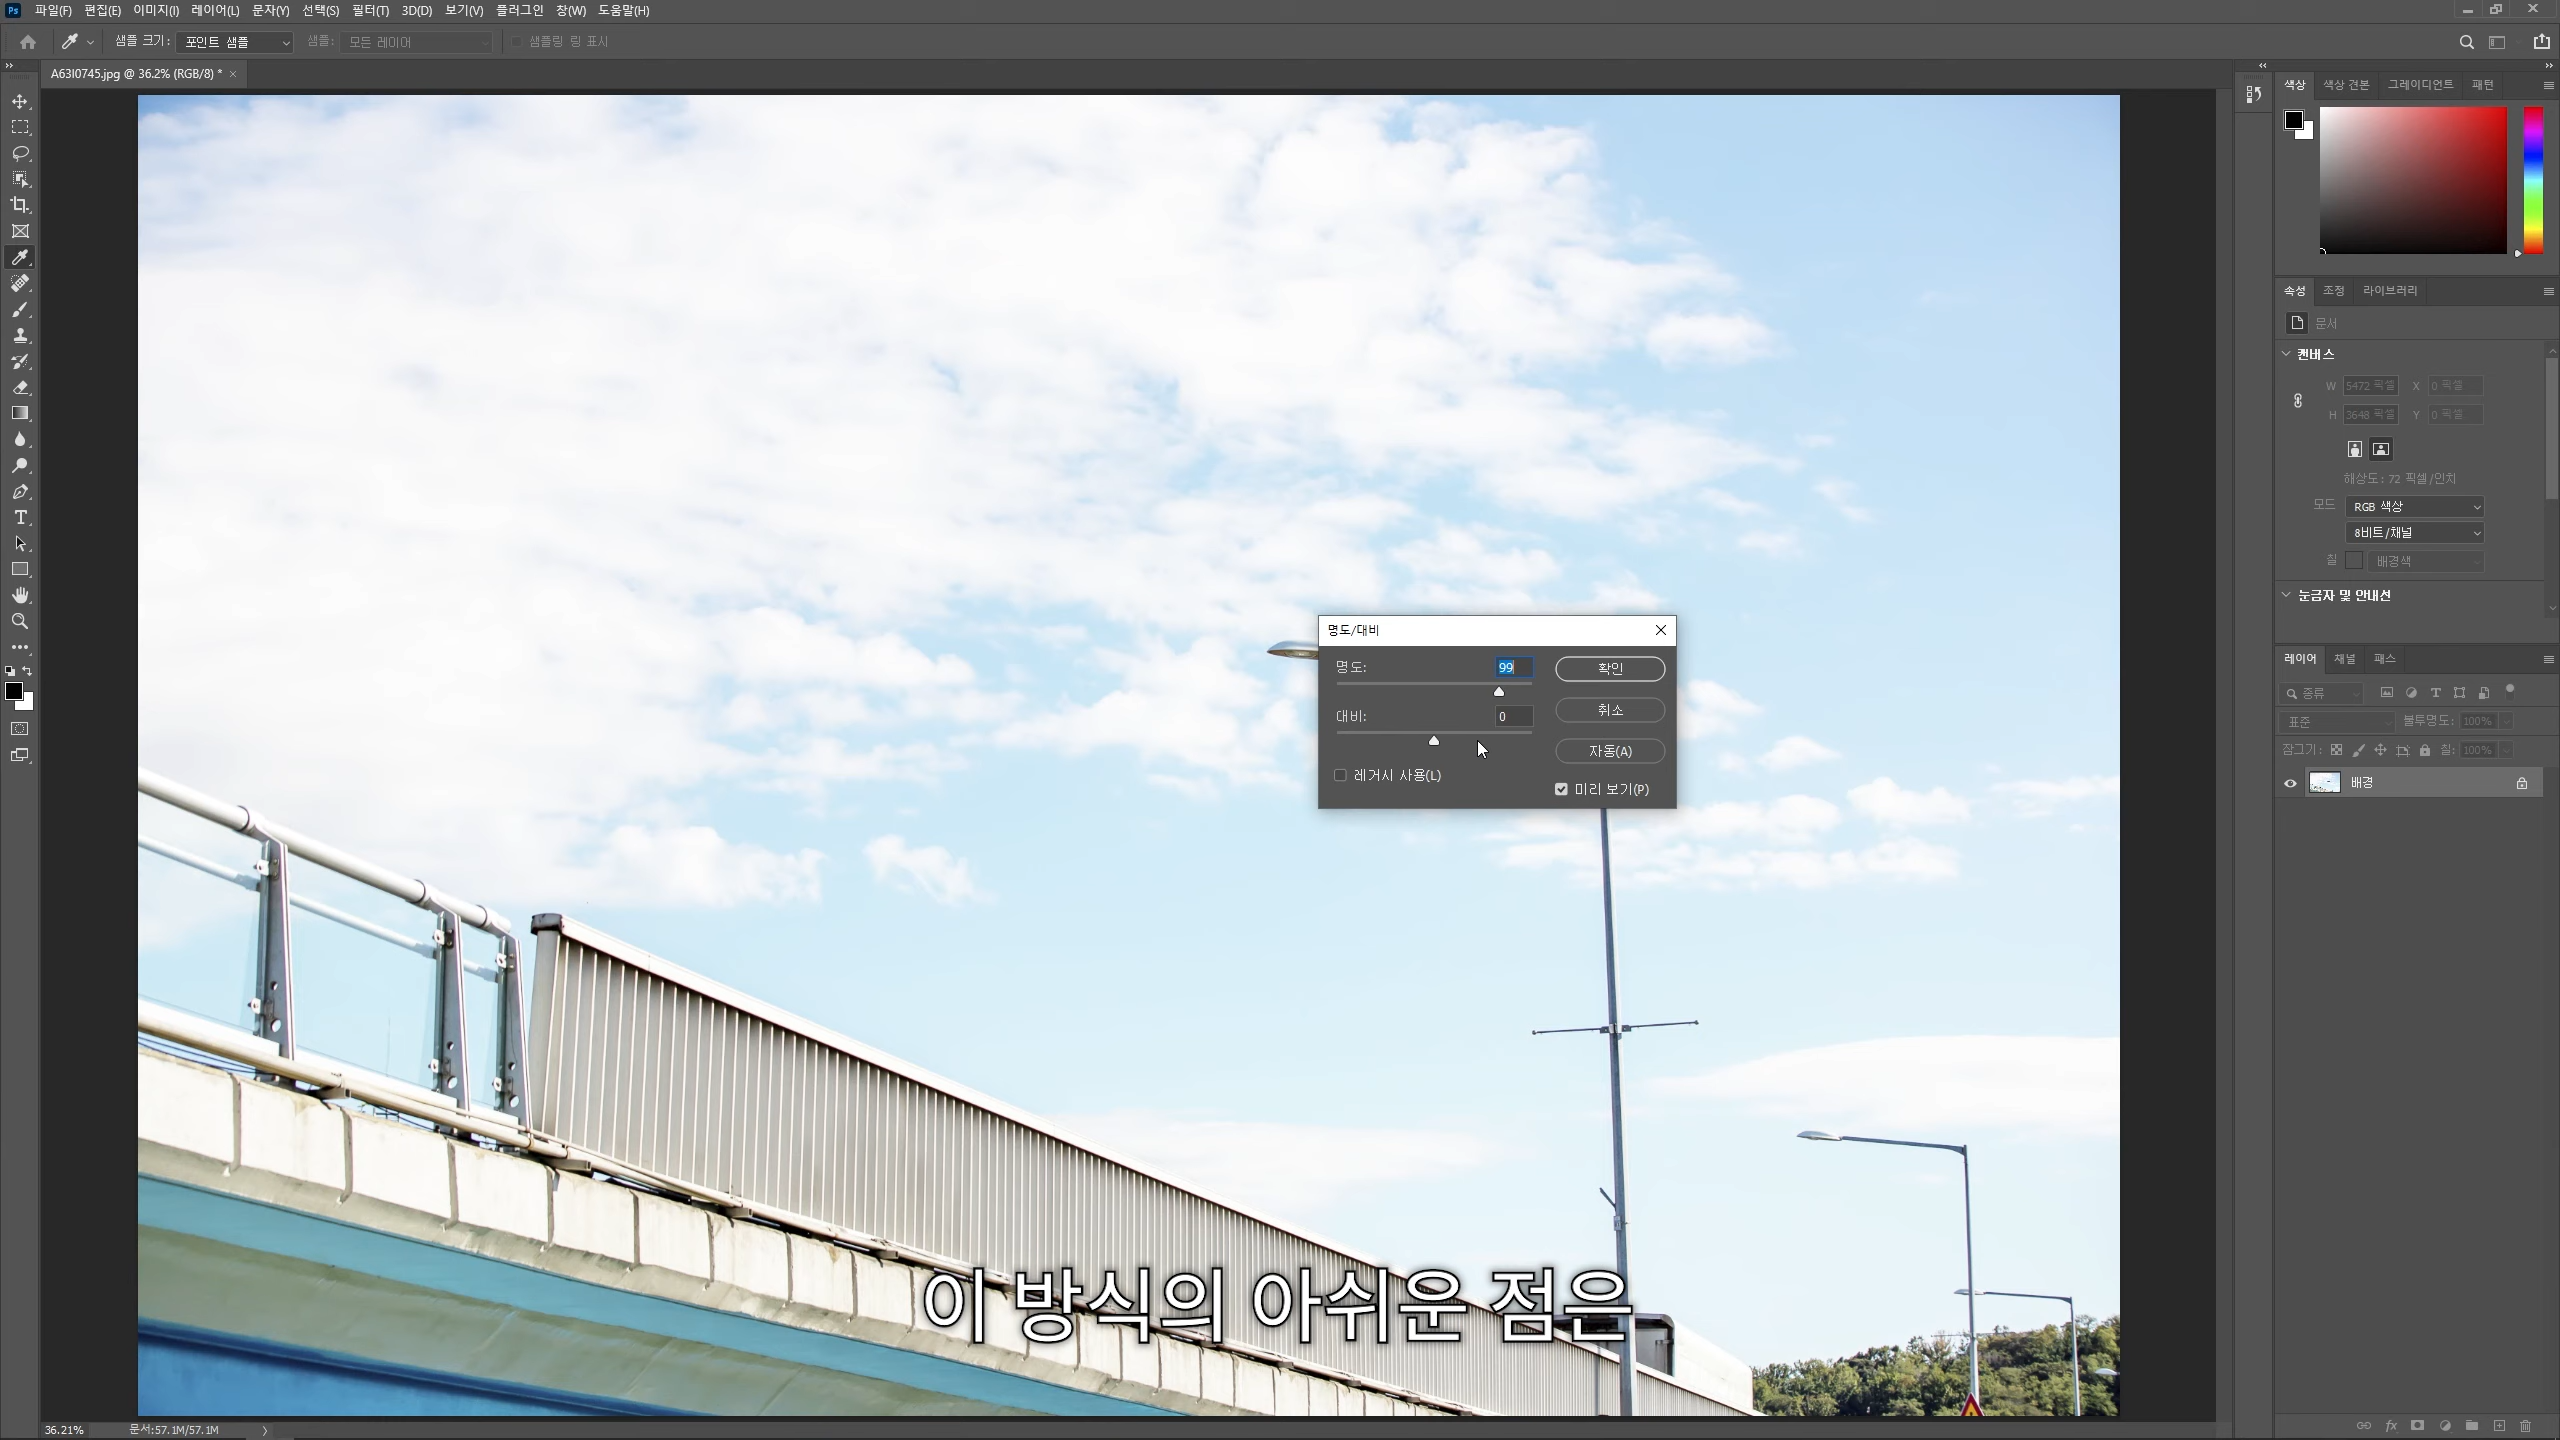 Ps 파일(F) 편집(E) 이미지(I) 레이어(L) 문자(Y) 선택(S) 필터(T) 3D(D) 보기(V) 플러그인 창(W) 도움말(H)
샘플 크기: 포인트 샘플 샘플: 모든 레이어 샘플링 링 표시
A63I0745.jpg @ 36.2% (RGB/8) *
색상 색상 견본 그레이디언트 패턴
속성 조정 라이브러리
문서
캔버스
W 5472 픽셀 X 0 픽셀
H 3648 픽셀 Y 0 픽셀
해상도: 72 픽셀/인치
모드 RGB 색상
8비트/채널
칠 배경색
눈금자 및 안내선
명도/대비
명도: 99 확인
취소
대비: 0
자동(A)
레거시 사용(L)
미리 보기(P)
레이어 채널 패스
종류
표준 불투명도: 100%
잠그기: 칠: 100%
배경
이 방식의 아쉬운 점은
36.21% 문서:57.1M/57.1M
fx